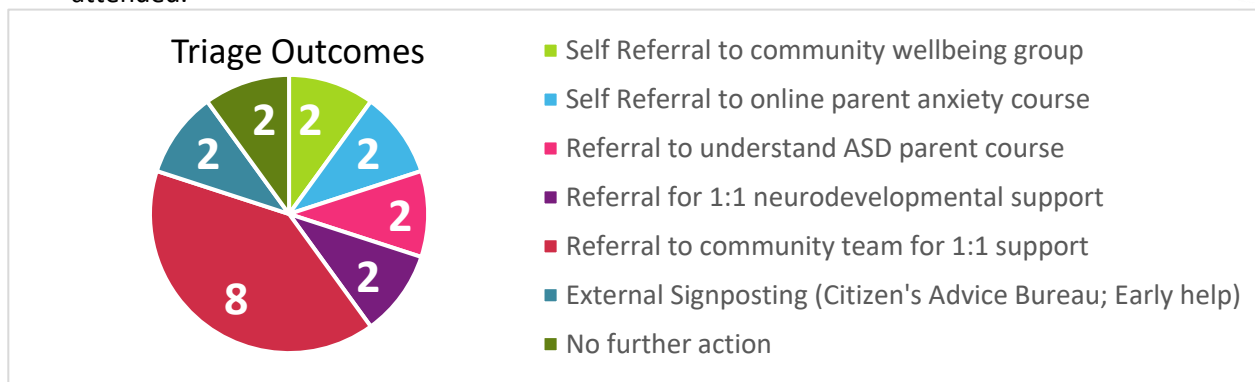 attended.
Triage Outcomes
2
2
2
2
8
2
2
Self Referral to community wellbeing group
Self Referral to online parent anxiety course
Referral to understand ASD parent course
Referral for 1:1 neurodevelopmental support
Referral to community team for 1:1 support
External Signposting (Citizen's Advice Bureau; Early help)
No further action